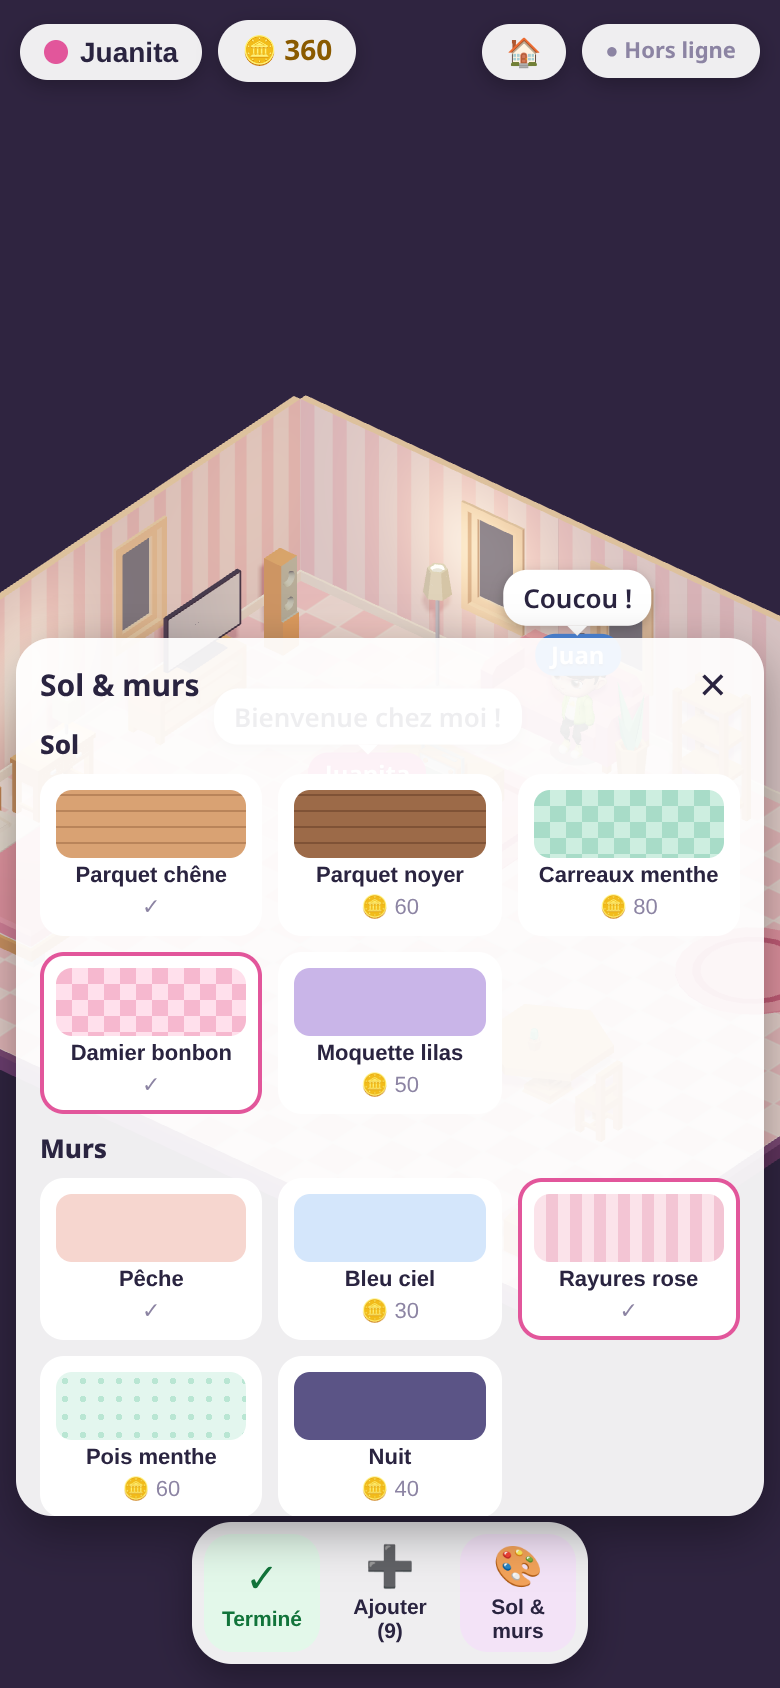 Juanita
360
Hors ligne
Coucou !
Juan
Sol & murs
Bienvenue chez moi !
Sol
Juanita
Parquet chêne
Parquet noyer
60
Carreaux menthe
80
Damier bonbon
Moquette lilas
50
Murs
Pêche
Bleu ciel
30
Rayures rose
Pois menthe
60
Nuit
40
Terminé
Ajouter
(9)
Sol &
murs